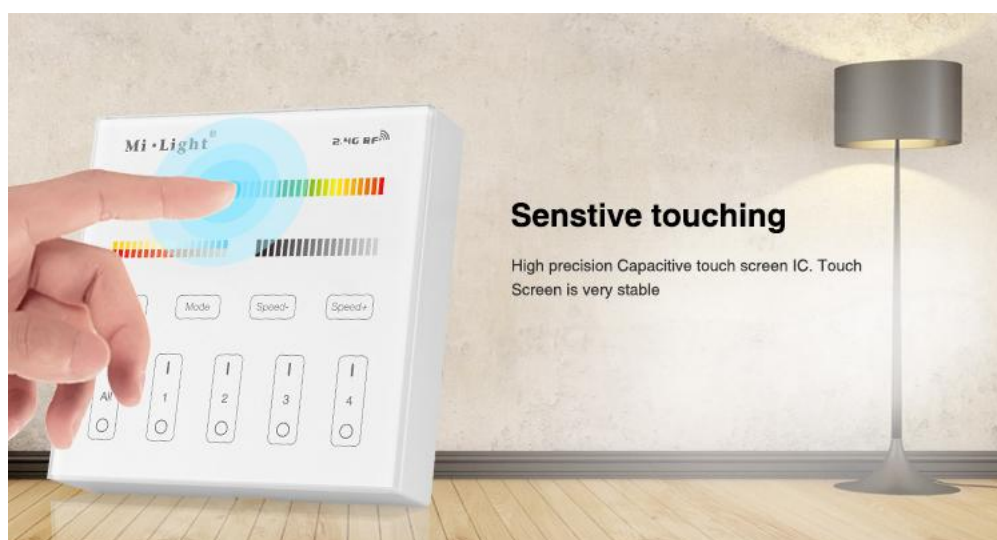 Mi•Light®
2.4G RF
Senstive touching
High precision Capacitive touch screen IC. Touch
Screen is very stable
Mode
Speed-
Speed+
All
1
2
3
4